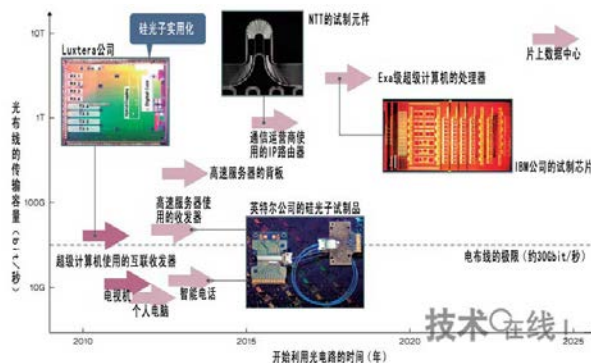 10T
1T
100G
10G
光布线的传输容量（bit/秒）
硅光子实用化
Luxtera公司
NTT的试制元件
片上数据中心
Exa级超级计算机的处理器
通信运营商使
用的IP路由器
高速服务器的背板
IBM公司的试制芯片
高速服务器使
用的收发器
英特尔公司的硅光子试制品
电布线的极限（约30Gbit/秒）
超级计算机使用的互联收发器
电视机
智能电话
个人电脑
技术在线!
2010
2015
2020
2025
开始利用光电路的时间（年）